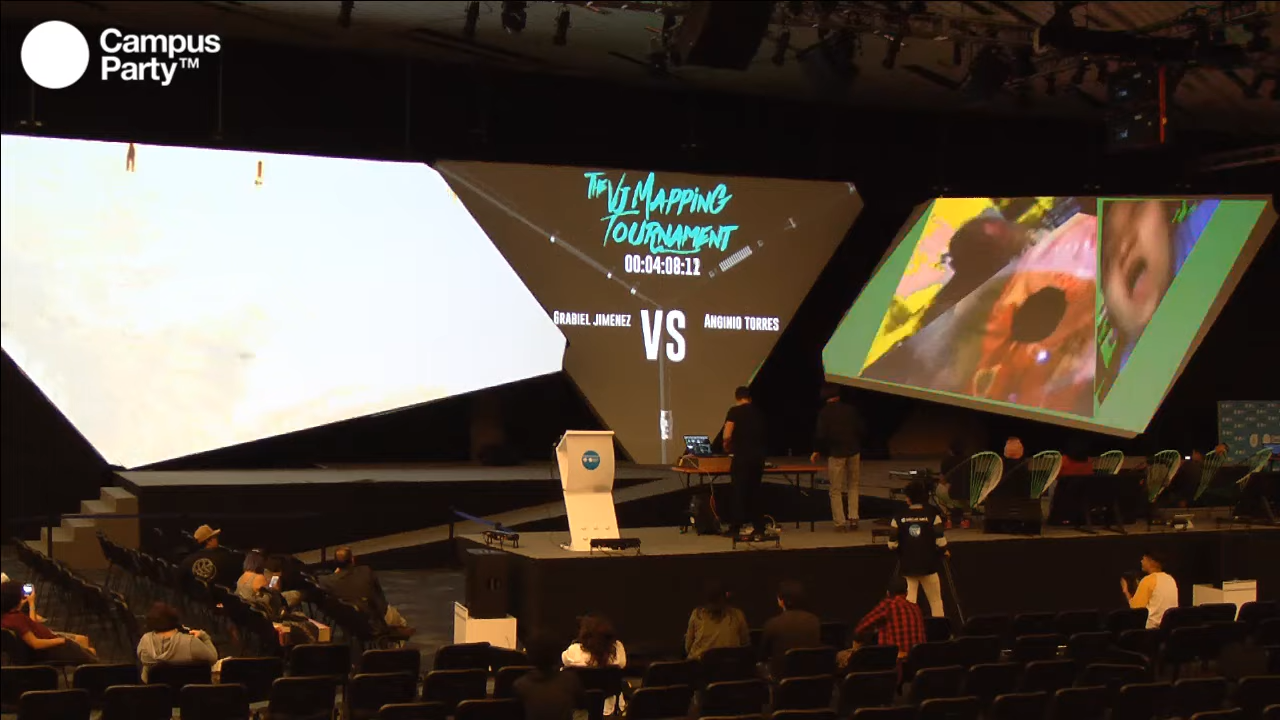 Campus
Party™
The VJ Mapping
Tournament
00:04:08:12
GRABIEL JIMENEZ
VS
ANGINIO TORRES